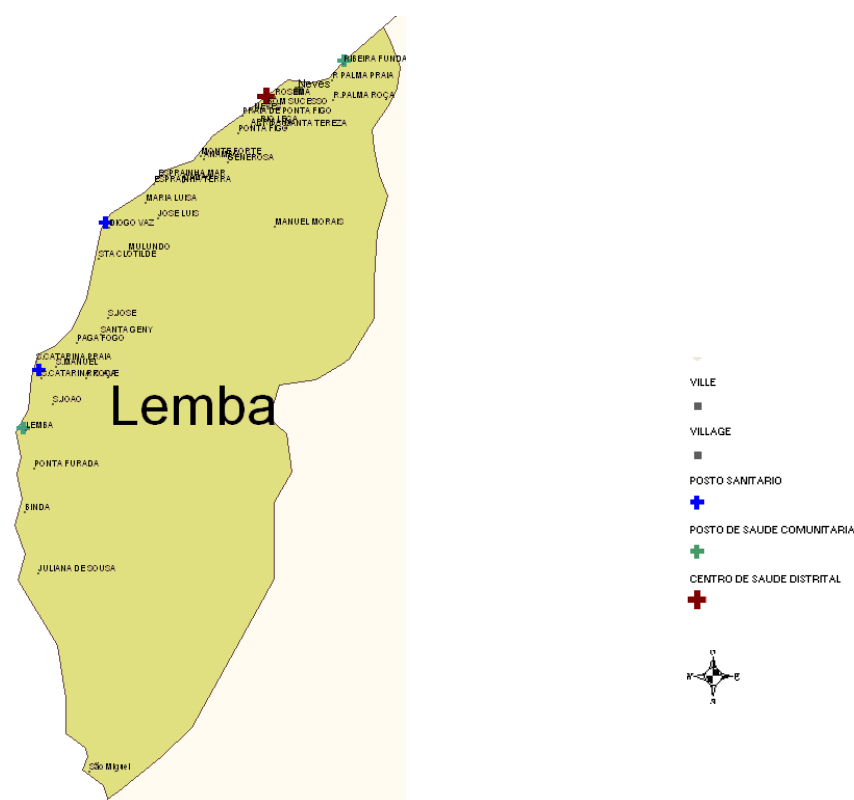 RIBEIRA FUNDA
R PALMA PRAIA
Neves
ROSEMA
R.PALMA ROÇA
BOM SUCESSO
PRAIA DE PONTA FIGO
SANTA TEREZA
PONTA FIGO
MONTE FORTE
GENEROSA
ESPRAINHA MAR
ESPRAINHA TERRA
MARIA LUISA
JOSE LUIS
DIOGO VAZ
MANUEL MORAIS
MULUNDO
STA CLOTILDE
S.JOSE
SANTA GENY
PAGA FOGO
S.CATARINA PRAIA
S.MANUEL
S.CATARINA
S.JOAO
Lemba
LEMBA
PONTA FURADA
BINDA
JULIANA DE SOUSA
São Miguel
VILLE
VILLAGE
POSTO SANITARIO
POSTO DE SAUDE COMUNITARIA
CENTRO DE SAUDE DISTRITAL
E